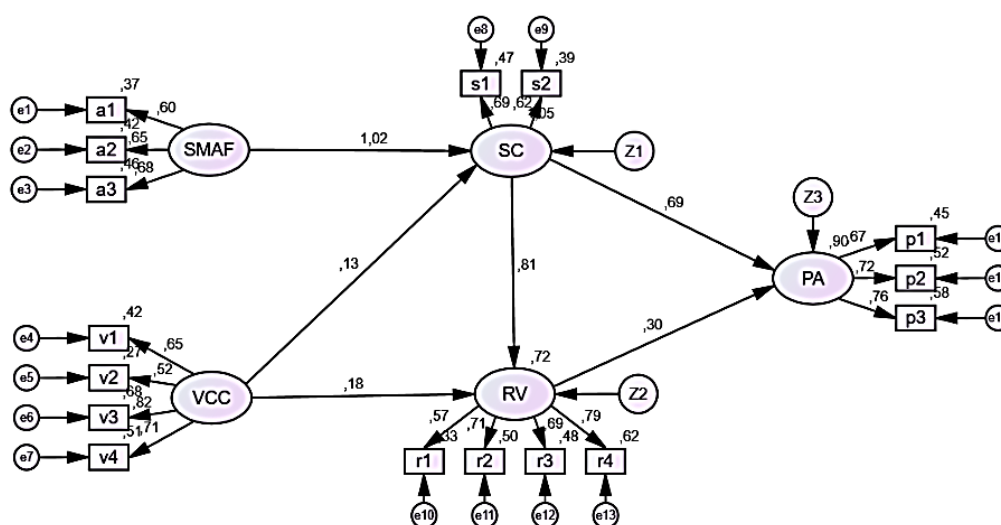 e8
e9
,47
,39
s1
s2
,37
e1
a1
,60
,69
,62
,05
,42
e2
a2
,65
SMAF
1,02
SC
Z1
,46
,68
e3
a3
,69
Z3
,45
,90
,67
p1
e1
,13
,81
,52
PA
,72
p2
e1
,58
,76
p3
e1
,42
e4
v1
,65
,30
,27
,52
e5
v2
,72
,68
,82
VCC
,18
RV
Z2
e6
v3
,51
,71
e7
v4
,57
,33
,71
,50
,69
,48
,79
,62
r1
r2
r3
r4
e10
e11
e12
e13